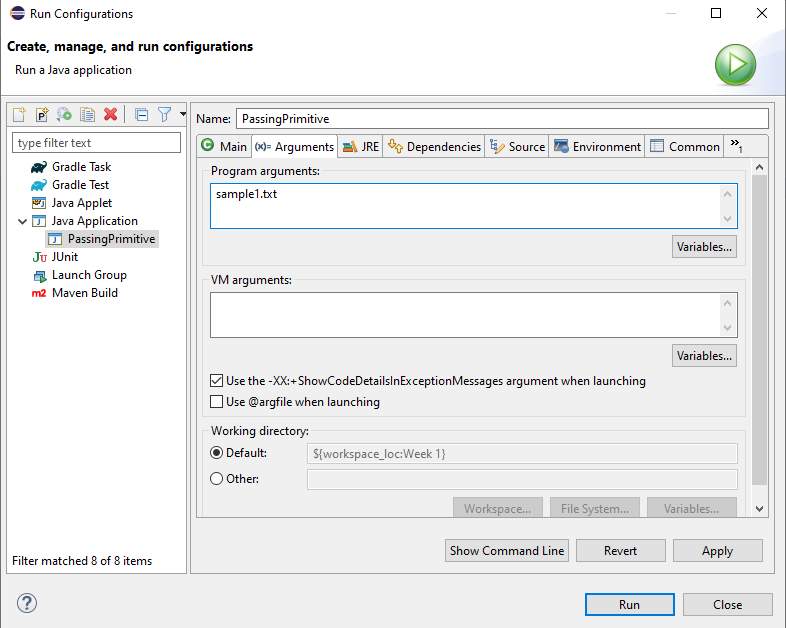 Run Configurations
Create, manage, and run configurations
Run a Java application
type filter text
Gradle Task
Gradle Test
Java Applet
Java Application
PassingPrimitive
JUnit
Launch Group
m2 Maven Build
Filter matched 8 of 8 items
Name: PassingPrimitive
Main (x)= Arguments JRE Dependencies Source Environment Common »1
Program arguments:
sample1.txt
Variables...
VM arguments:
Variables...
Use the -XX:+ShowCodeDetailsInExceptionMessages argument when launching
Use @argfile when launching
Working directory:
Default: ${workspace_loc:Week 1}
Other:
Workspace... File System... Variables...
Show Command Line Revert Apply
Run Close